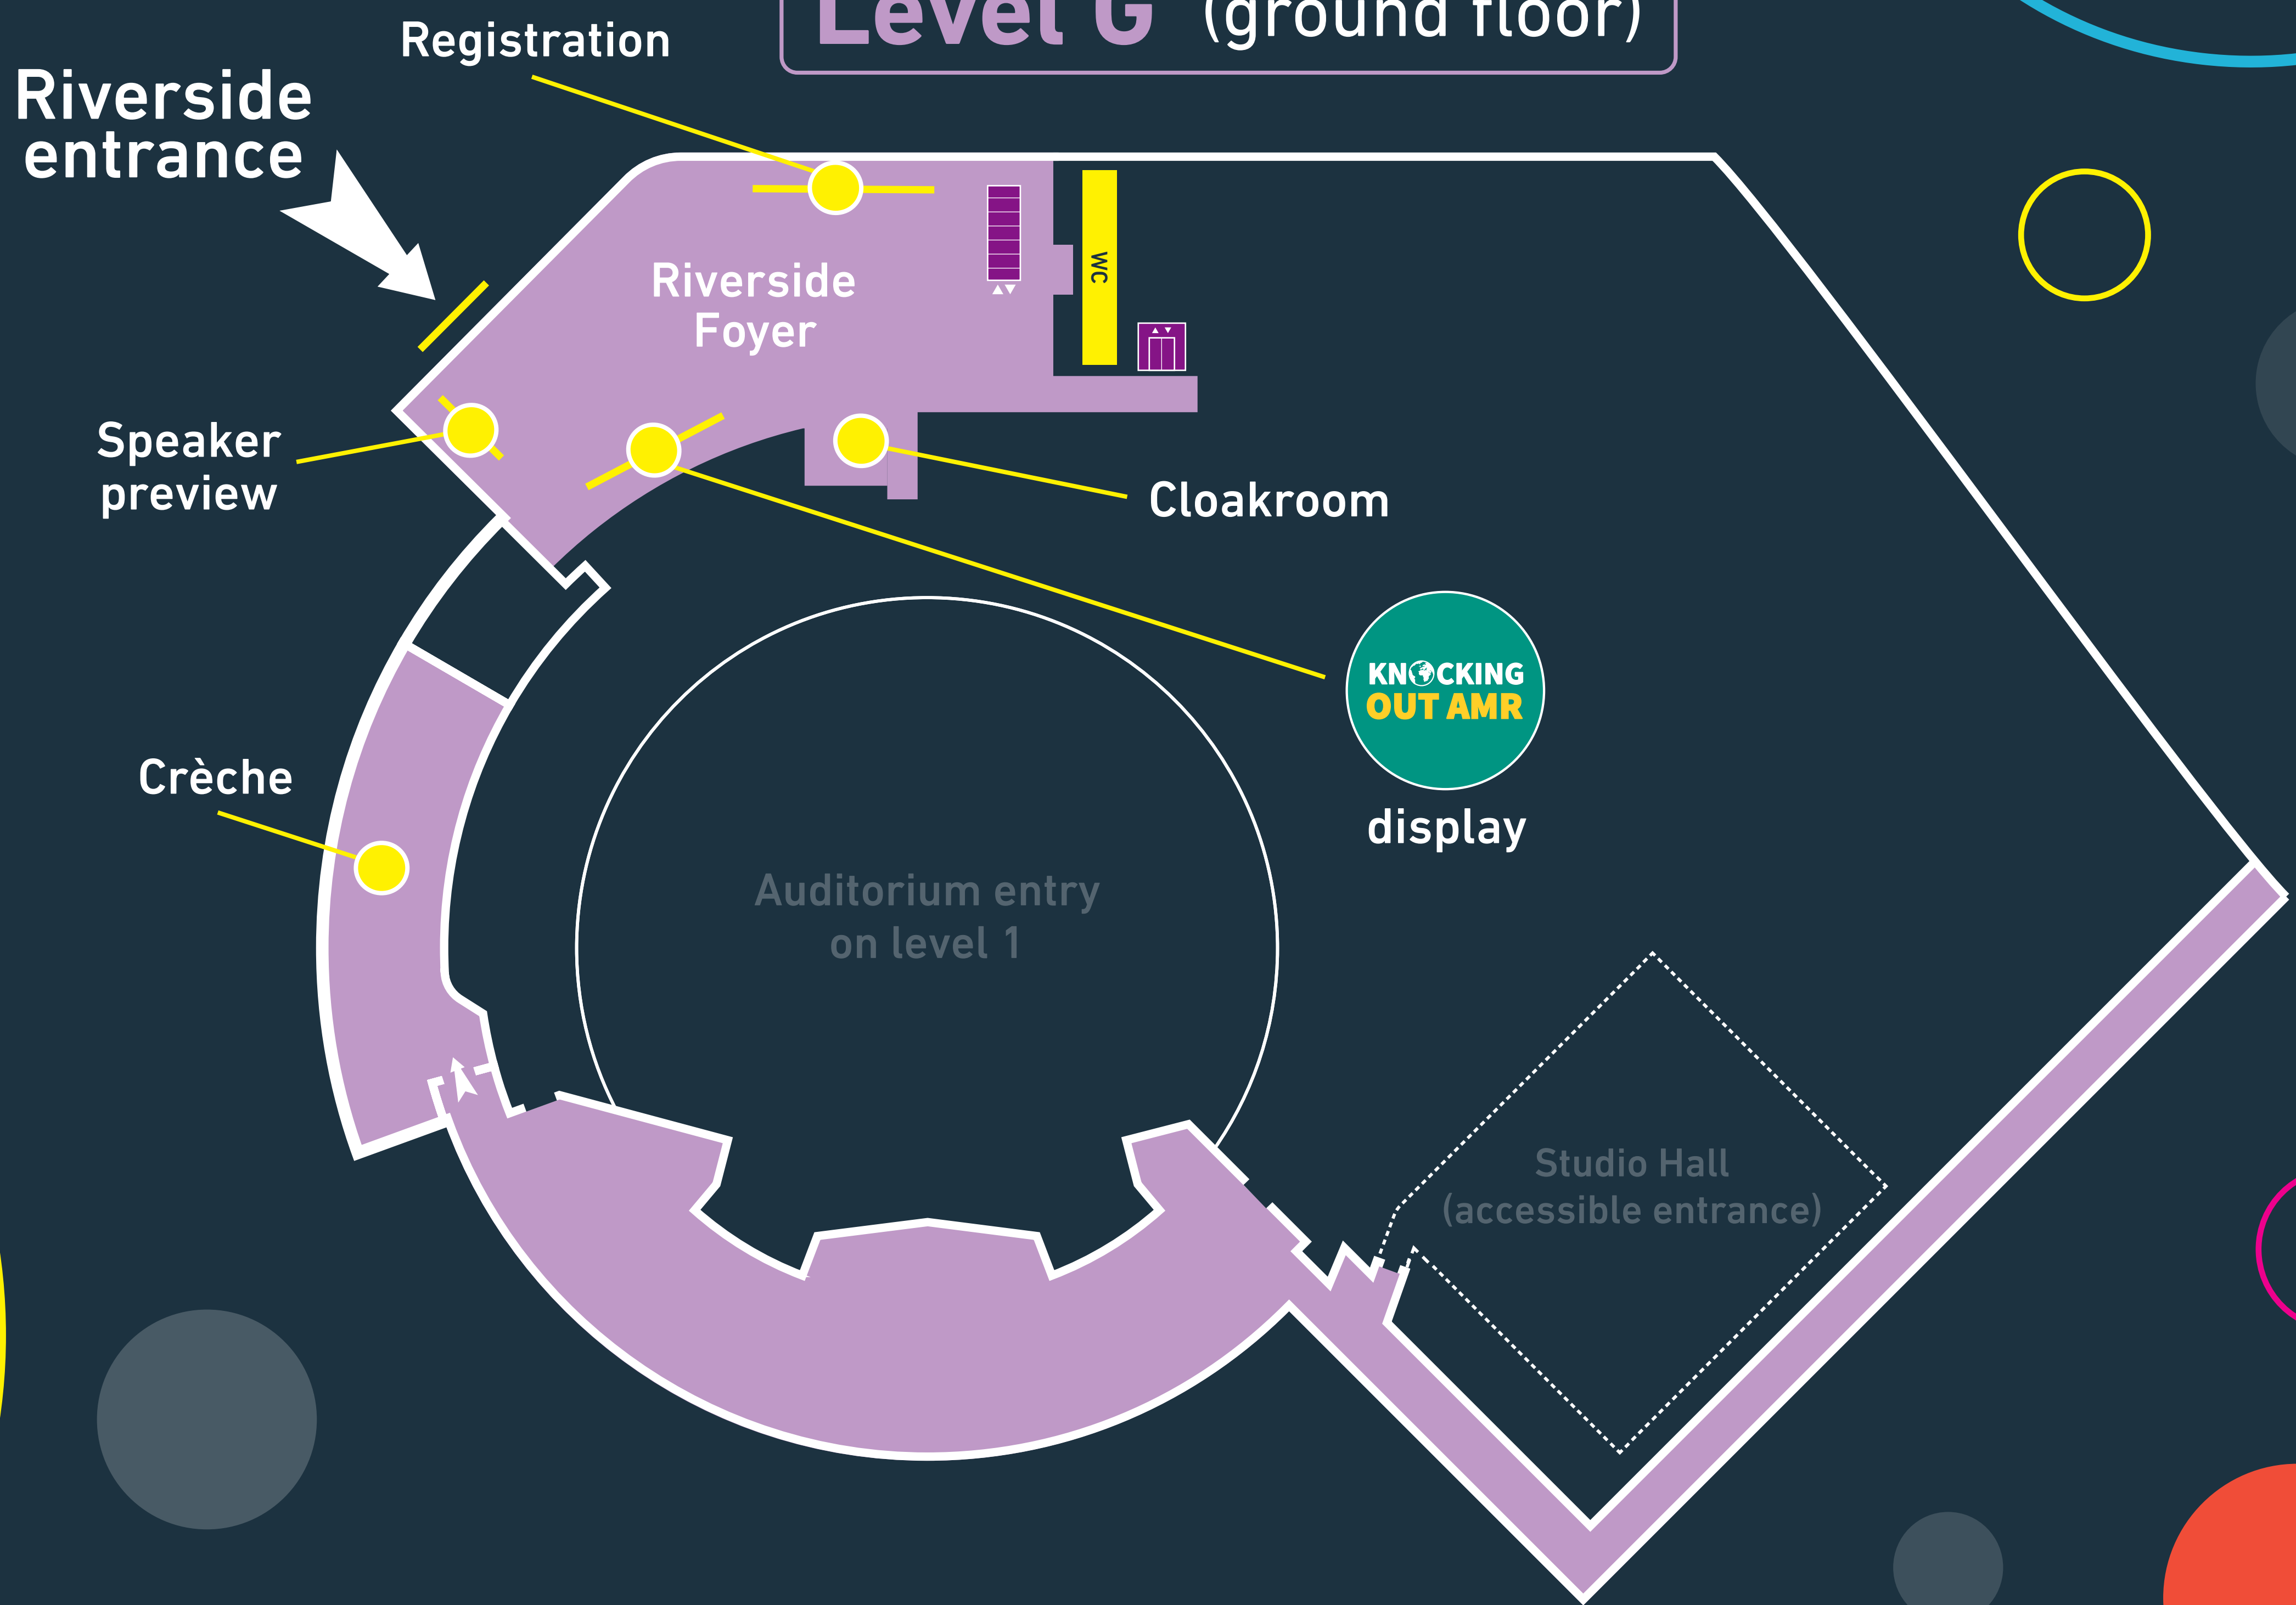 Level G (ground floor)
Registration
Riverside
entrance
Riverside
Foyer
WC
Speaker
preview
Cloakroom
KNOCKING
OUT AMR
display
Crèche
Auditorium entry
on level 1
Studio Hall
(accessible entrance)